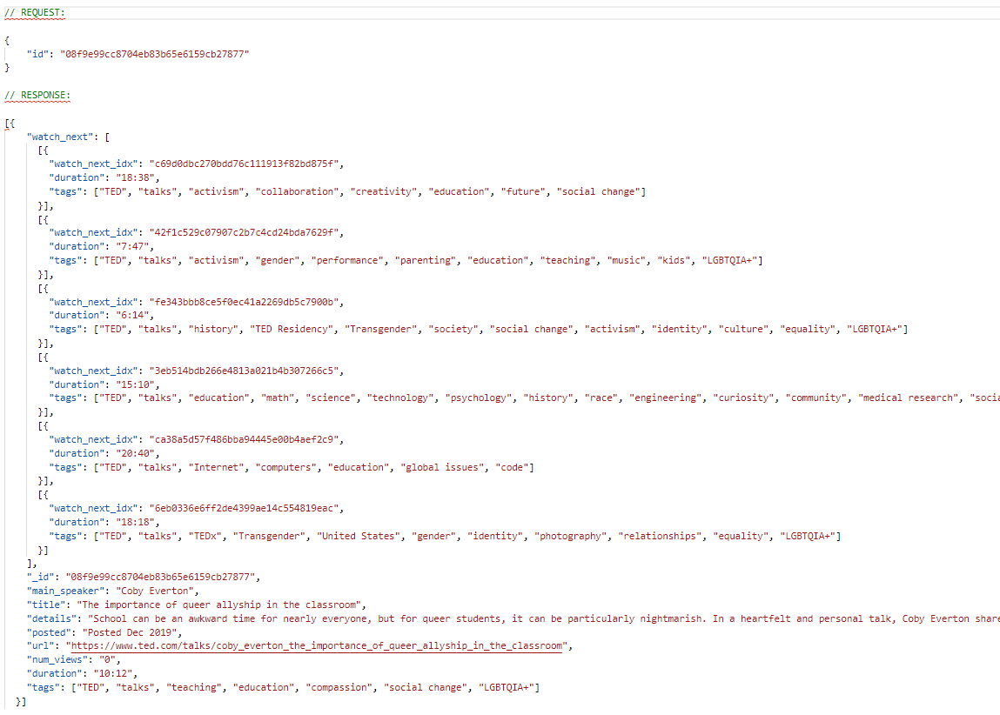 // REQUEST:
{
"id": "08f9e99cc8704eb83b65e6159cb27877"
}
// RESPONSE:
[{
"watch_next": [
[{
"watch_next_idx": "c69d0dbc270bdd76c111913f82bd875f",
"duration": "18:38",
"tags": ["TED", "talks", "activism", "collaboration", "creativity", "education", "future", "social change"]
}],
[{
"watch_next_idx": "42f1c529c07907c2b7c4cd24bda7629f",
"duration": "7:47",
"tags": ["TED", "talks", "activism", "gender", "performance", "parenting", "education", "teaching", "music", "kids", "LGBTQIA+"]
}],
[{
"watch_next_idx": "fe343bbb8ce5f0ec41a2269db5c7900b",
"duration": "6:14",
"tags": ["TED", "talks", "history", "TED Residency", "Transgender", "society", "social change", "activism", "identity", "culture", "equality", "LGBTQIA+"]
}],
[{
"watch_next_idx": "3eb514bdb266e4813a021b4b307266c5",
"duration": "15:10",
"tags": ["TED", "talks", "education", "math", "science", "technology", "psychology", "history", "race", "engineering", "curiosity", "community", "medical research", "socia
}],
[{
"watch_next_idx": "ca38a5d57f486bba94445e00b4aef2c9",
"duration": "20:40",
"tags": ["TED", "talks", "Internet", "computers", "education", "global issues", "code"]
}],
[{
"watch_next_idx": "6eb0336e6ff2de4399ae14c554819eac",
"duration": "18:18",
"tags": ["TED", "talks", "TEDx", "Transgender", "United States", "gender", "identity", "photography", "relationships", "equality", "LGBTQIA+"]
}]
],
"_id": "08f9e99cc8704eb83b65e6159cb27877",
"main_speaker": "Coby Everton",
"title": "The importance of queer allyship in the classroom",
"details": "School can be an awkward time for nearly everyone, but for queer students, it can be particularly nightmarish. In a heartfelt and personal talk, Coby Everton share
"posted": "Posted Dec 2019",
"url": "https://www.ted.com/talks/coby_everton_the_importance_of_queer_allyship_in_the_classroom",
"num_views": "0",
"duration": "10:12",
"tags": ["TED", "talks", "teaching", "education", "compassion", "social change", "LGBTQIA+"]
}]